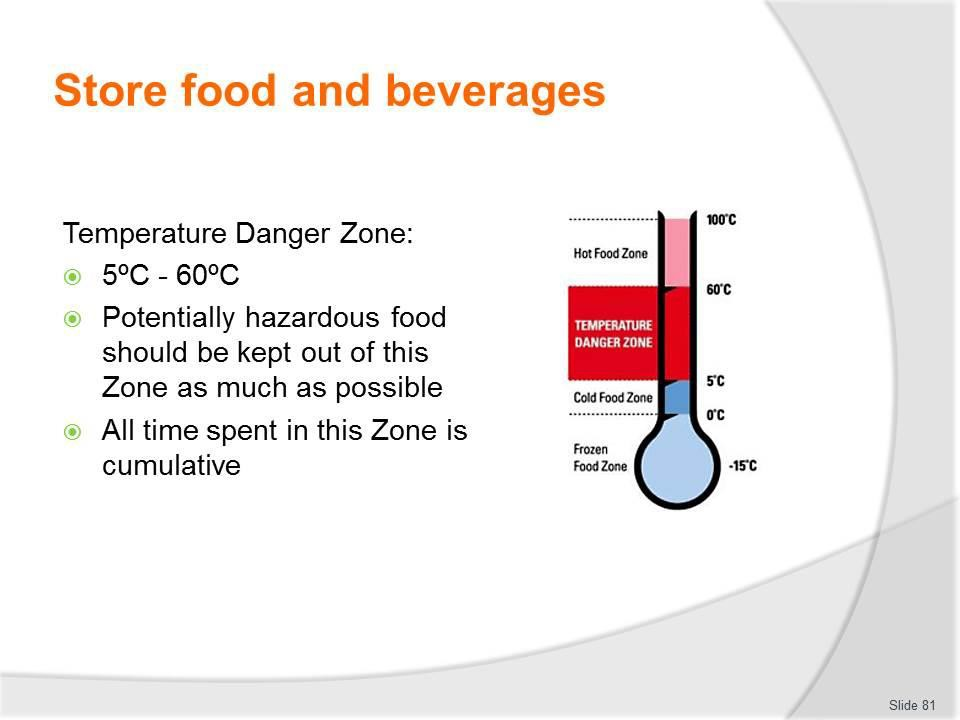 Store food and beverages
Temperature Danger Zone:
5ºC - 60ºC
Potentially hazardous food
should be kept out of this
Zone as much as possible
All time spent in this Zone is
cumulative
100°C
Hot Food Zone
60°C
TEMPERATURE
DANGER ZONE
5°C
Cold Food Zone
0°C
Frozen
Food Zone
-15°C
Slide 81